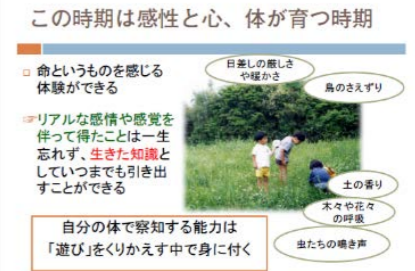 この時期は感性と心、体が育つ時期
日差しの厳しさ
や暖かさ
鳥のさえずり
命というものを感じる
体験ができる
☞リアルな感情や感覚を
伴って得たことは一生
忘れず、生きた知識と
していつまでも引き出
すことができる
土の香り
木々や花々
の呼吸
虫たちの鳴き声
自分の体で察知する能力は
「遊び」をくりかえす中で身に付く